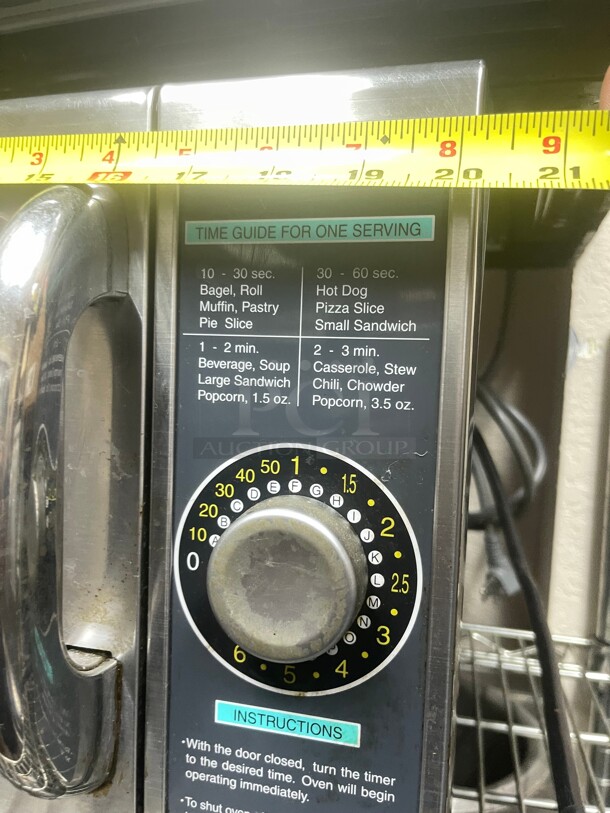 3 4 5 6 7 8 9
15 16 17 18 19 20 21
TIME GUIDE FOR ONE SERVING
10 - 30 sec.
Bagel, Roll
Muffin, Pastry
Pie Slice
30 - 60 sec.
Hot Dog
Pizza Slice
Small Sandwich
1 - 2 min.
Beverage, Soup
Large Sandwich
Popcorn, 1.5 oz.
2 - 3 min.
Casserole, Stew
Chili, Chowder
Popcorn, 3.5 oz.
PCI
AUCTION GROUP
0 10 20 30 40 50 1 1.5 2 2.5 3 4 5 6
A B C D E F G H I J K L M N O
INSTRUCTIONS
•With the door closed, turn the timer
to the desired time. Oven will begin
operating immediately.
•To shut oven